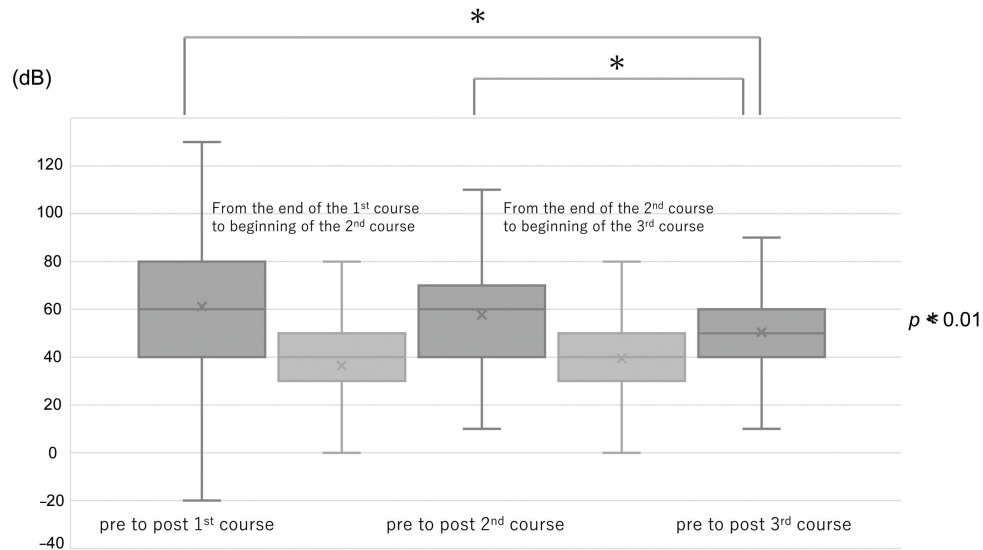 *
*
(dB)
120
100
80
60
40
20
0
–20
–40
From the end of the 1st course
to beginning of the 2nd course
From the end of the 2nd
to beginning of the 3rd course
pre to post 1st course
pre to post 2nd course
pre to post 3rd course
p 0.01